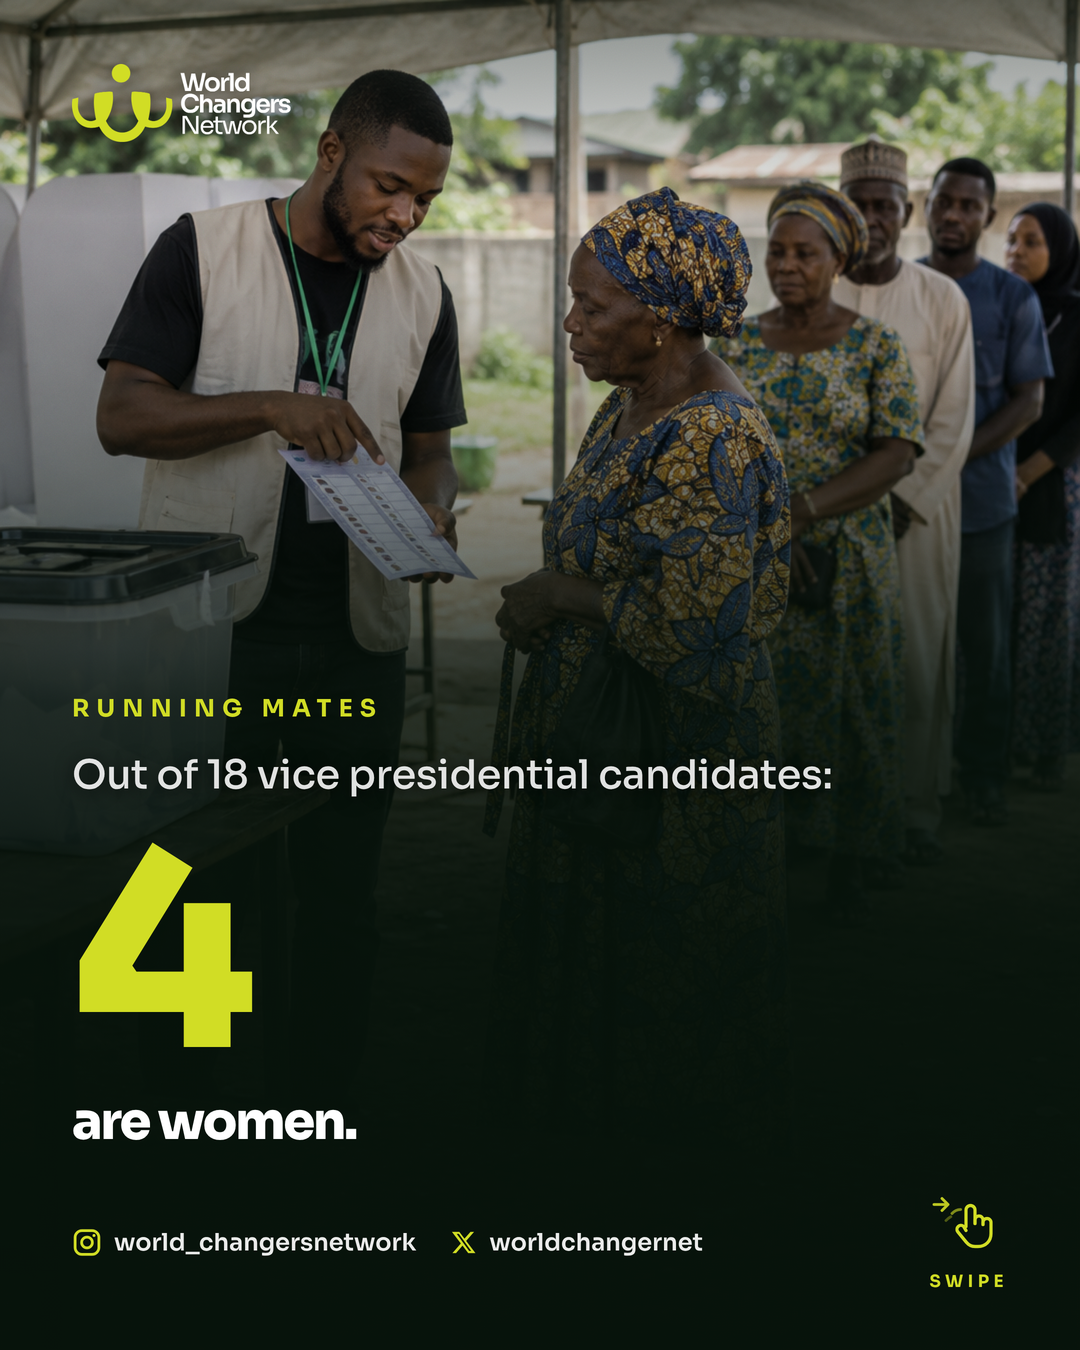 World
Changers
Network
RUNNING MATES
Out of 18 vice presidential candidates:
4
are women.
world_changersnetwork
worldchangernet
SWIPE